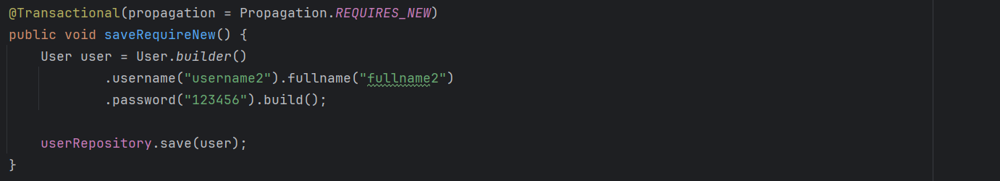 @Transactional(propagation = Propagation.REQUIRES_NEW)
public void saveRequireNew() {
    User user = User.builder()
            .username("username2").fullname("fullname2")
            .password("123456").build();

    userRepository.save(user);
}